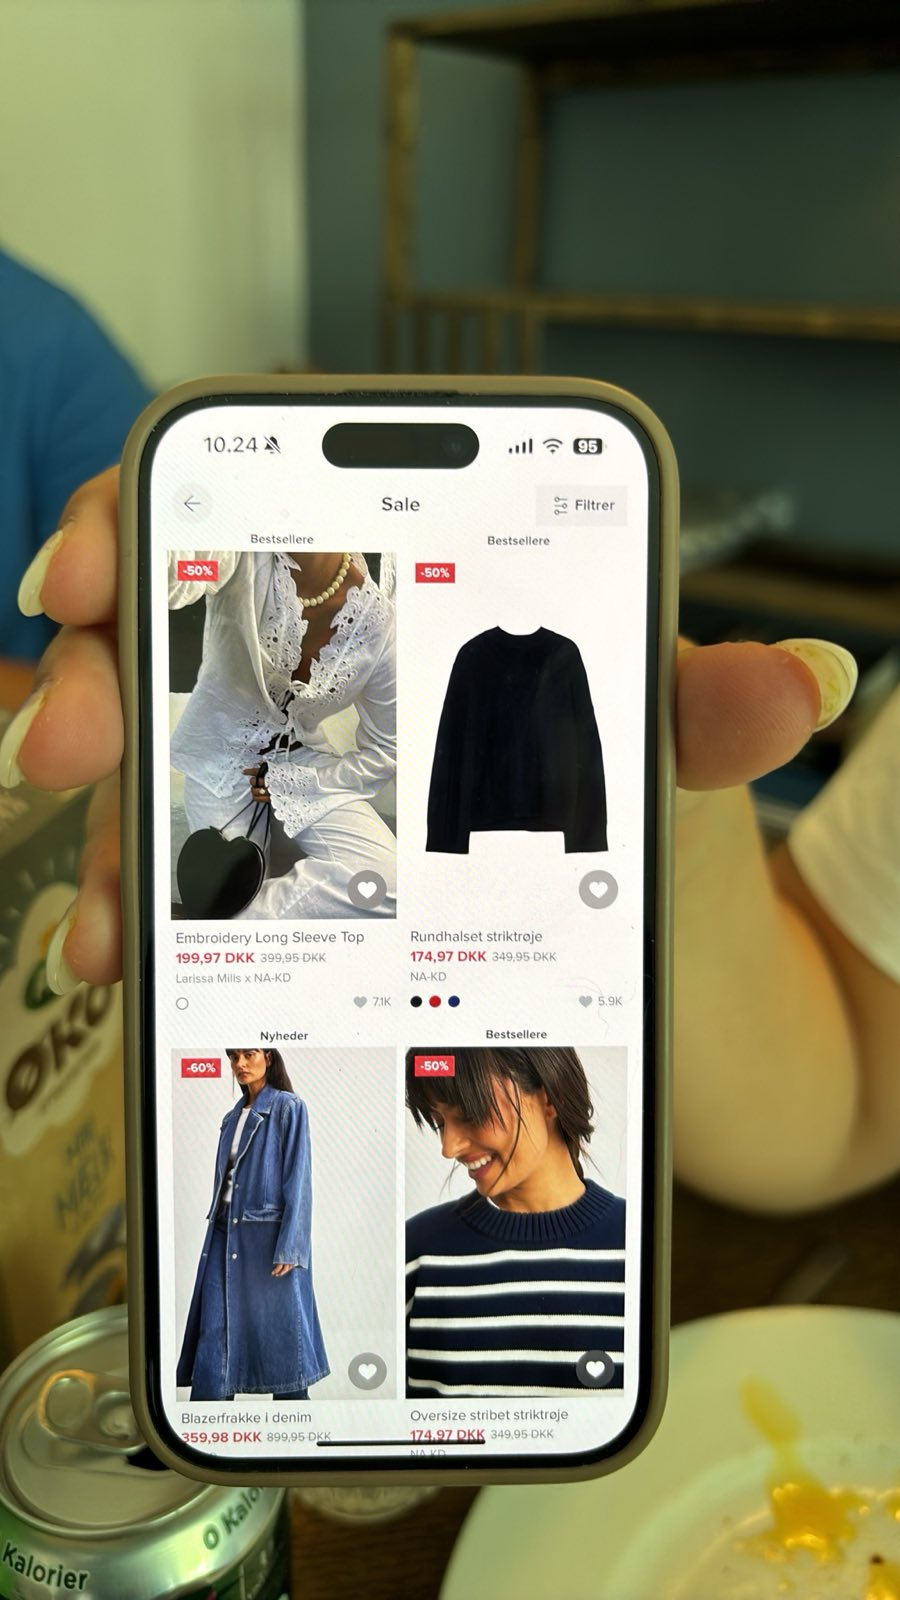 10.24
95
Sale
Filtrer
Bestsellere
Bestsellere
-50%
-50%
Embroidery Long Sleeve Top
199,97 DKK 399,95 DKK
Larissa Mills x NA-KD
7.1K
Rundhalset striktrøje
174,97 DKK 349,95 DKK
NA-KD
5.9K
Nyheder
Bestsellere
-60%
-50%
Blazerfrakke i denim
359,98 DKK 899,95 DKK
Oversize stribet striktrøje
174,97 DKK 349,95 DKK
NA-KD
ØKO
MÆLK
Kalorier
0 Kalo